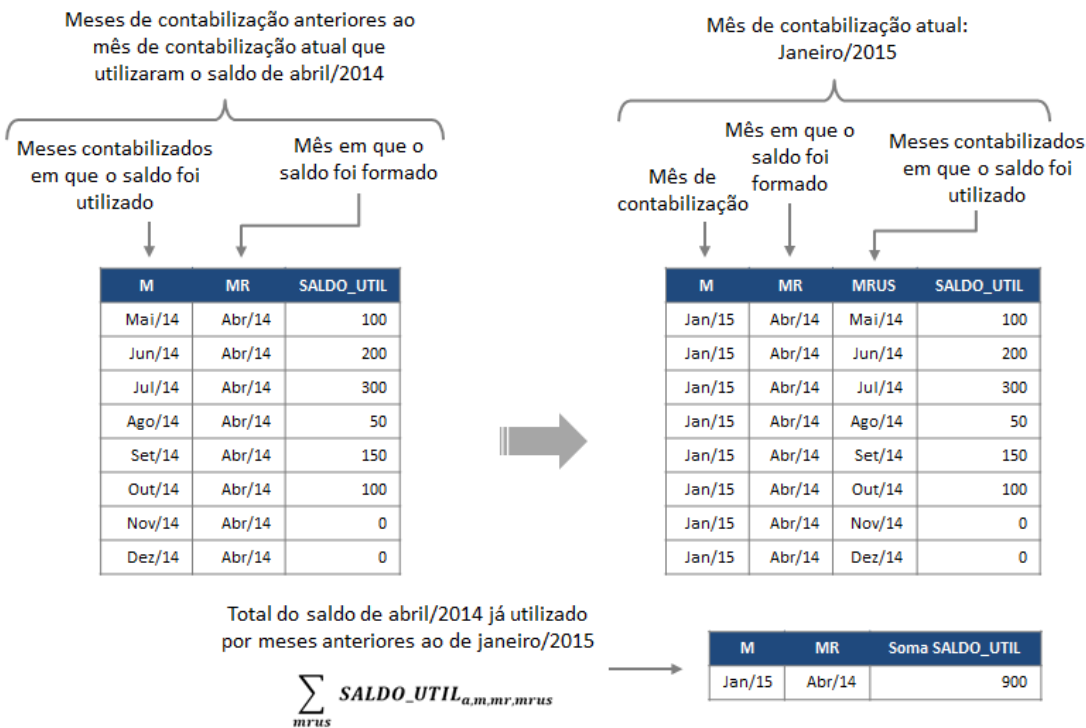 Meses de contabilização anteriores ao
mês de contabilização atual que
utilizaram o saldo de abril/2014
Meses contabilizados
em que o saldo foi
utilizado
Mês em que o
saldo foi formado
M MR SALDO_UTIL
Mai/14 Abr/14 100
Jun/14 Abr/14 200
Jul/14 Abr/14 300
Ago/14 Abr/14 50
Set/14 Abr/14 150
Out/14 Abr/14 100
Nov/14 Abr/14 0
Dez/14 Abr/14 0
Mês de contabilização atual:
Janeiro/2015
Mês de
contabilização
Mês em que o
saldo foi
formado
Meses contabilizados
em que o saldo foi
utilizado
M MR MRUS SALDO_UTIL
Jan/15 Abr/14 Mai/14 100
Jan/15 Abr/14 Jun/14 200
Jan/15 Abr/14 Jul/14 300
Jan/15 Abr/14 Ago/14 50
Jan/15 Abr/14 Set/14 150
Jan/15 Abr/14 Out/14 100
Jan/15 Abr/14 Nov/14 0
Jan/15 Abr/14 Dez/14 0
Total do saldo de abril/2014 já utilizado
por meses anteriores ao de janeiro/2015
∑ SALDO_UTIL a,m,mr,mrus
mrus
M MR Soma SALDO_UTIL
Jan/15 Abr/14 900